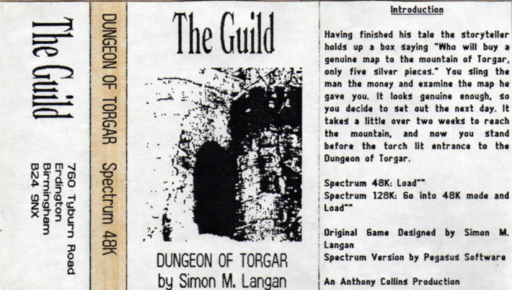 The Guild
760 Tyburn Road
Erdington
Birmingham
B24 9NX
DUNGEON OF TORGAR Spectrum 48K
The Guild
DUNGEON OF TORGAR
by Simon M. Langan
Introduction
Having finished his tale the storyteller
holds up a box saying "Who will buy a
genuine map to the mountain of Torgar,
only five silver pieces." You sling the
man the money and examine the map he
gave you. It looks genuine enough, so
you decide to set out the next day. It
takes a little over two weeks to reach
the mountain, and now you stand
before the torch lit entrance to the
Dungeon of Torgar.
Spectrum 48K: Load""
Spectrum 128K: Go into 48K mode and
Load""
Original Game Designed by Simon M.
Langan
Spectrum Version by Pegasus Software
An Anthony Collins Production